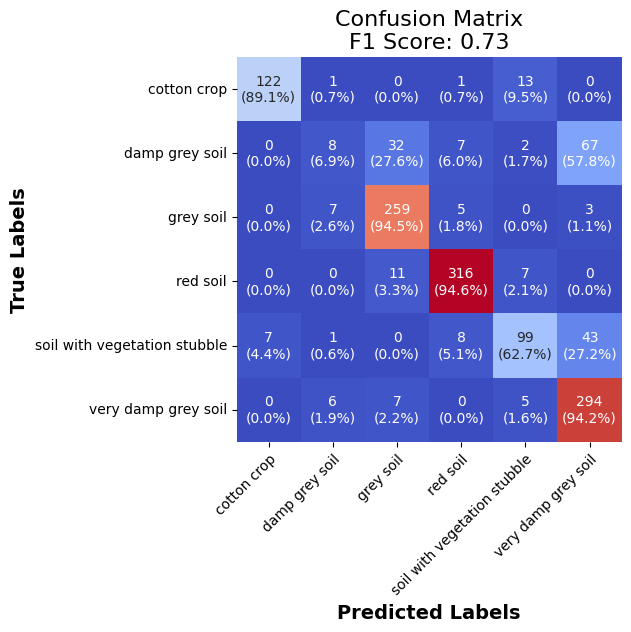 Confusion Matrix
F1 Score: 0.73
True Labels
cotton crop
122 1 0 1 13 0
(89.1%) (0.7%) (0.0%) (0.7%) (9.5%) (0.0%)
damp grey soil
0 8 32 7 2 67
(0.0%) (6.9%) (27.6%) (6.0%) (1.7%) (57.8%)
grey soil
0 7 259 5 0 3
(0.0%) (2.6%) (94.5%) (1.8%) (0.0%) (1.1%)
red soil
0 0 11 316 7 0
(0.0%) (0.0%) (3.3%) (94.6%) (2.1%) (0.0%)
soil with vegetation stubble
7 1 0 8 99 43
(4.4%) (0.6%) (0.0%) (5.1%) (62.7%) (27.2%)
very damp grey soil
0 6 7 0 5 294
(0.0%) (1.9%) (2.2%) (0.0%) (1.6%) (94.2%)
cotton crop
damp grey soil
grey soil
red soil
soil with vegetation stubble
very damp grey soil
Predicted Labels